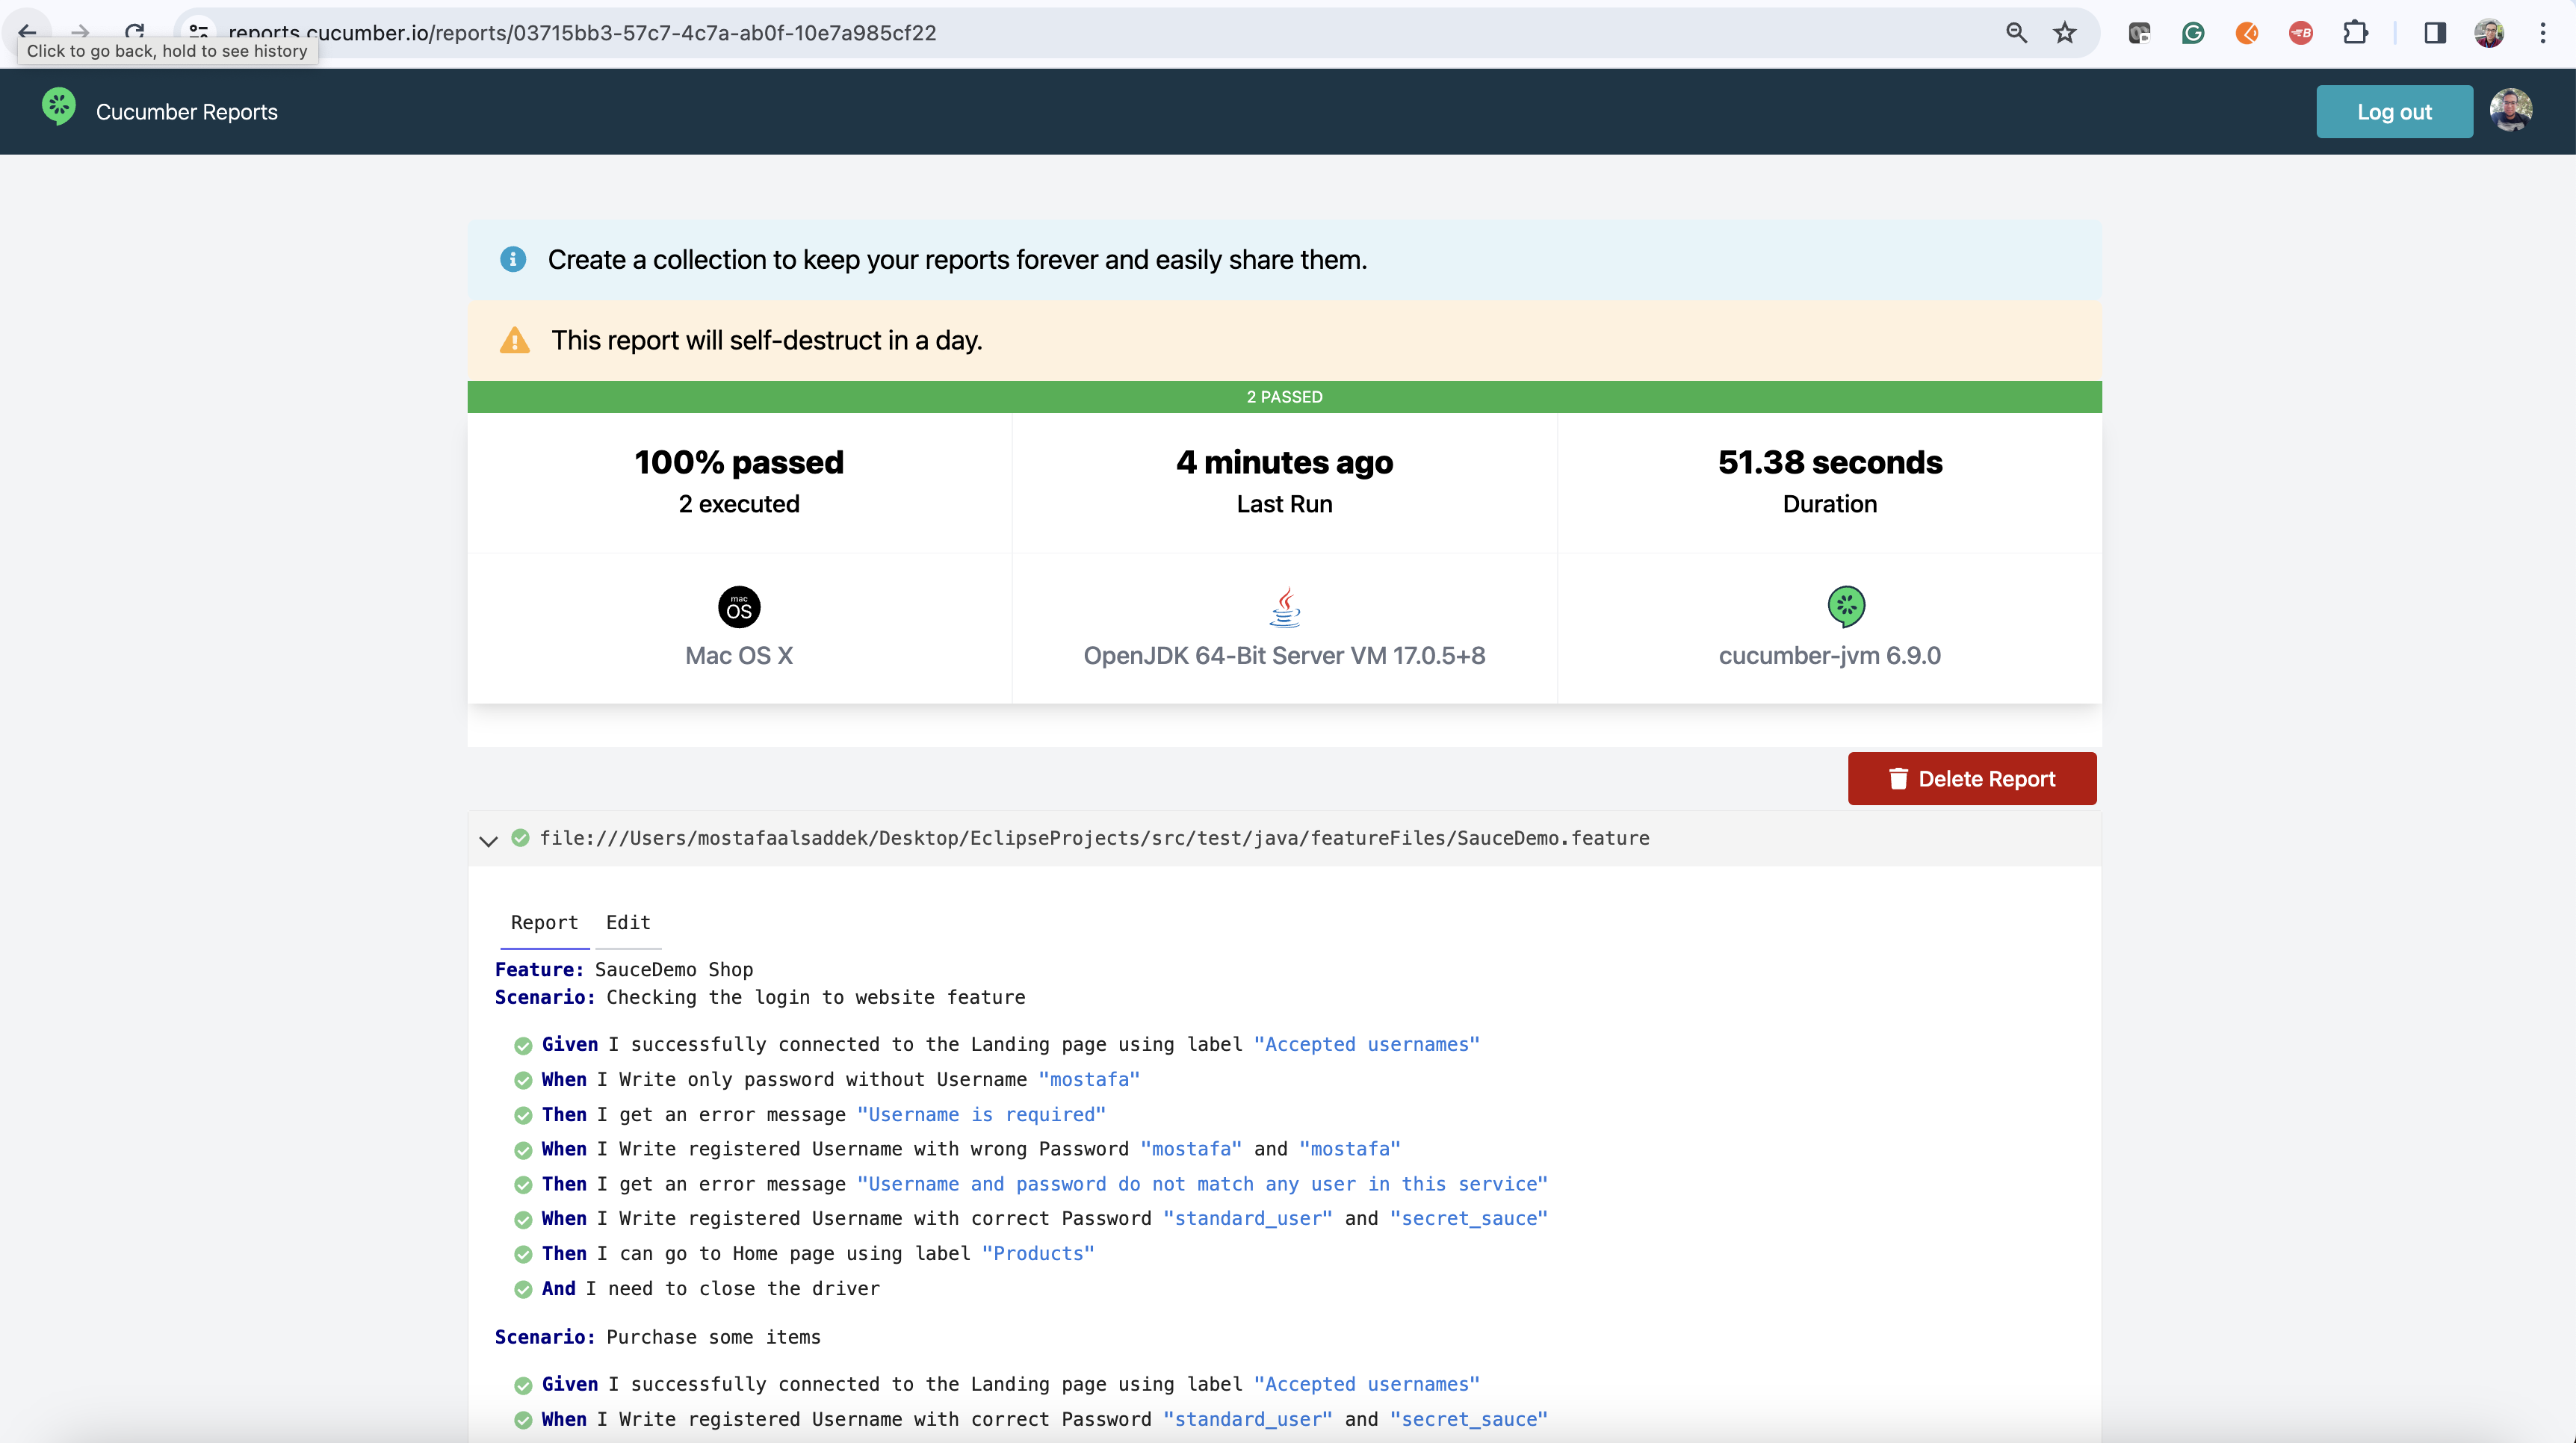 reports.cucumber.io/reports/03715bb3-57c7-4c7a-ab0f-10e7a985cf22
Click to go back, hold to see history
Cucumber Reports
Log out
Create a collection to keep your reports forever and easily share them.
This report will self-destruct in a day.
2 PASSED
100% passed
2 executed
4 minutes ago
Last Run
51.38 seconds
Duration
mac
OS
Mac OS X
OpenJDK 64-Bit Server VM 17.0.5+8
cucumber-jvm 6.9.0
Delete Report
file:///Users/mostafaalsaddek/Desktop/EclipseProjects/src/test/java/featureFiles/SauceDemo.feature
Report Edit
Feature: SauceDemo Shop
Scenario: Checking the login to website feature
Given I successfully connected to the Landing page using label "Accepted usernames"
When I Write only password without Username "mostafa"
Then I get an error message "Username is required"
When I Write registered Username with wrong Password "mostafa" and "mostafa"
Then I get an error message "Username and password do not match any user in this service"
When I Write registered Username with correct Password "standard_user" and "secret_sauce"
Then I can go to Home page using label "Products"
And I need to close the driver
Scenario: Purchase some items
Given I successfully connected to the Landing page using label "Accepted usernames"
When I Write registered Username with correct Password "standard_user" and "secret_sauce"